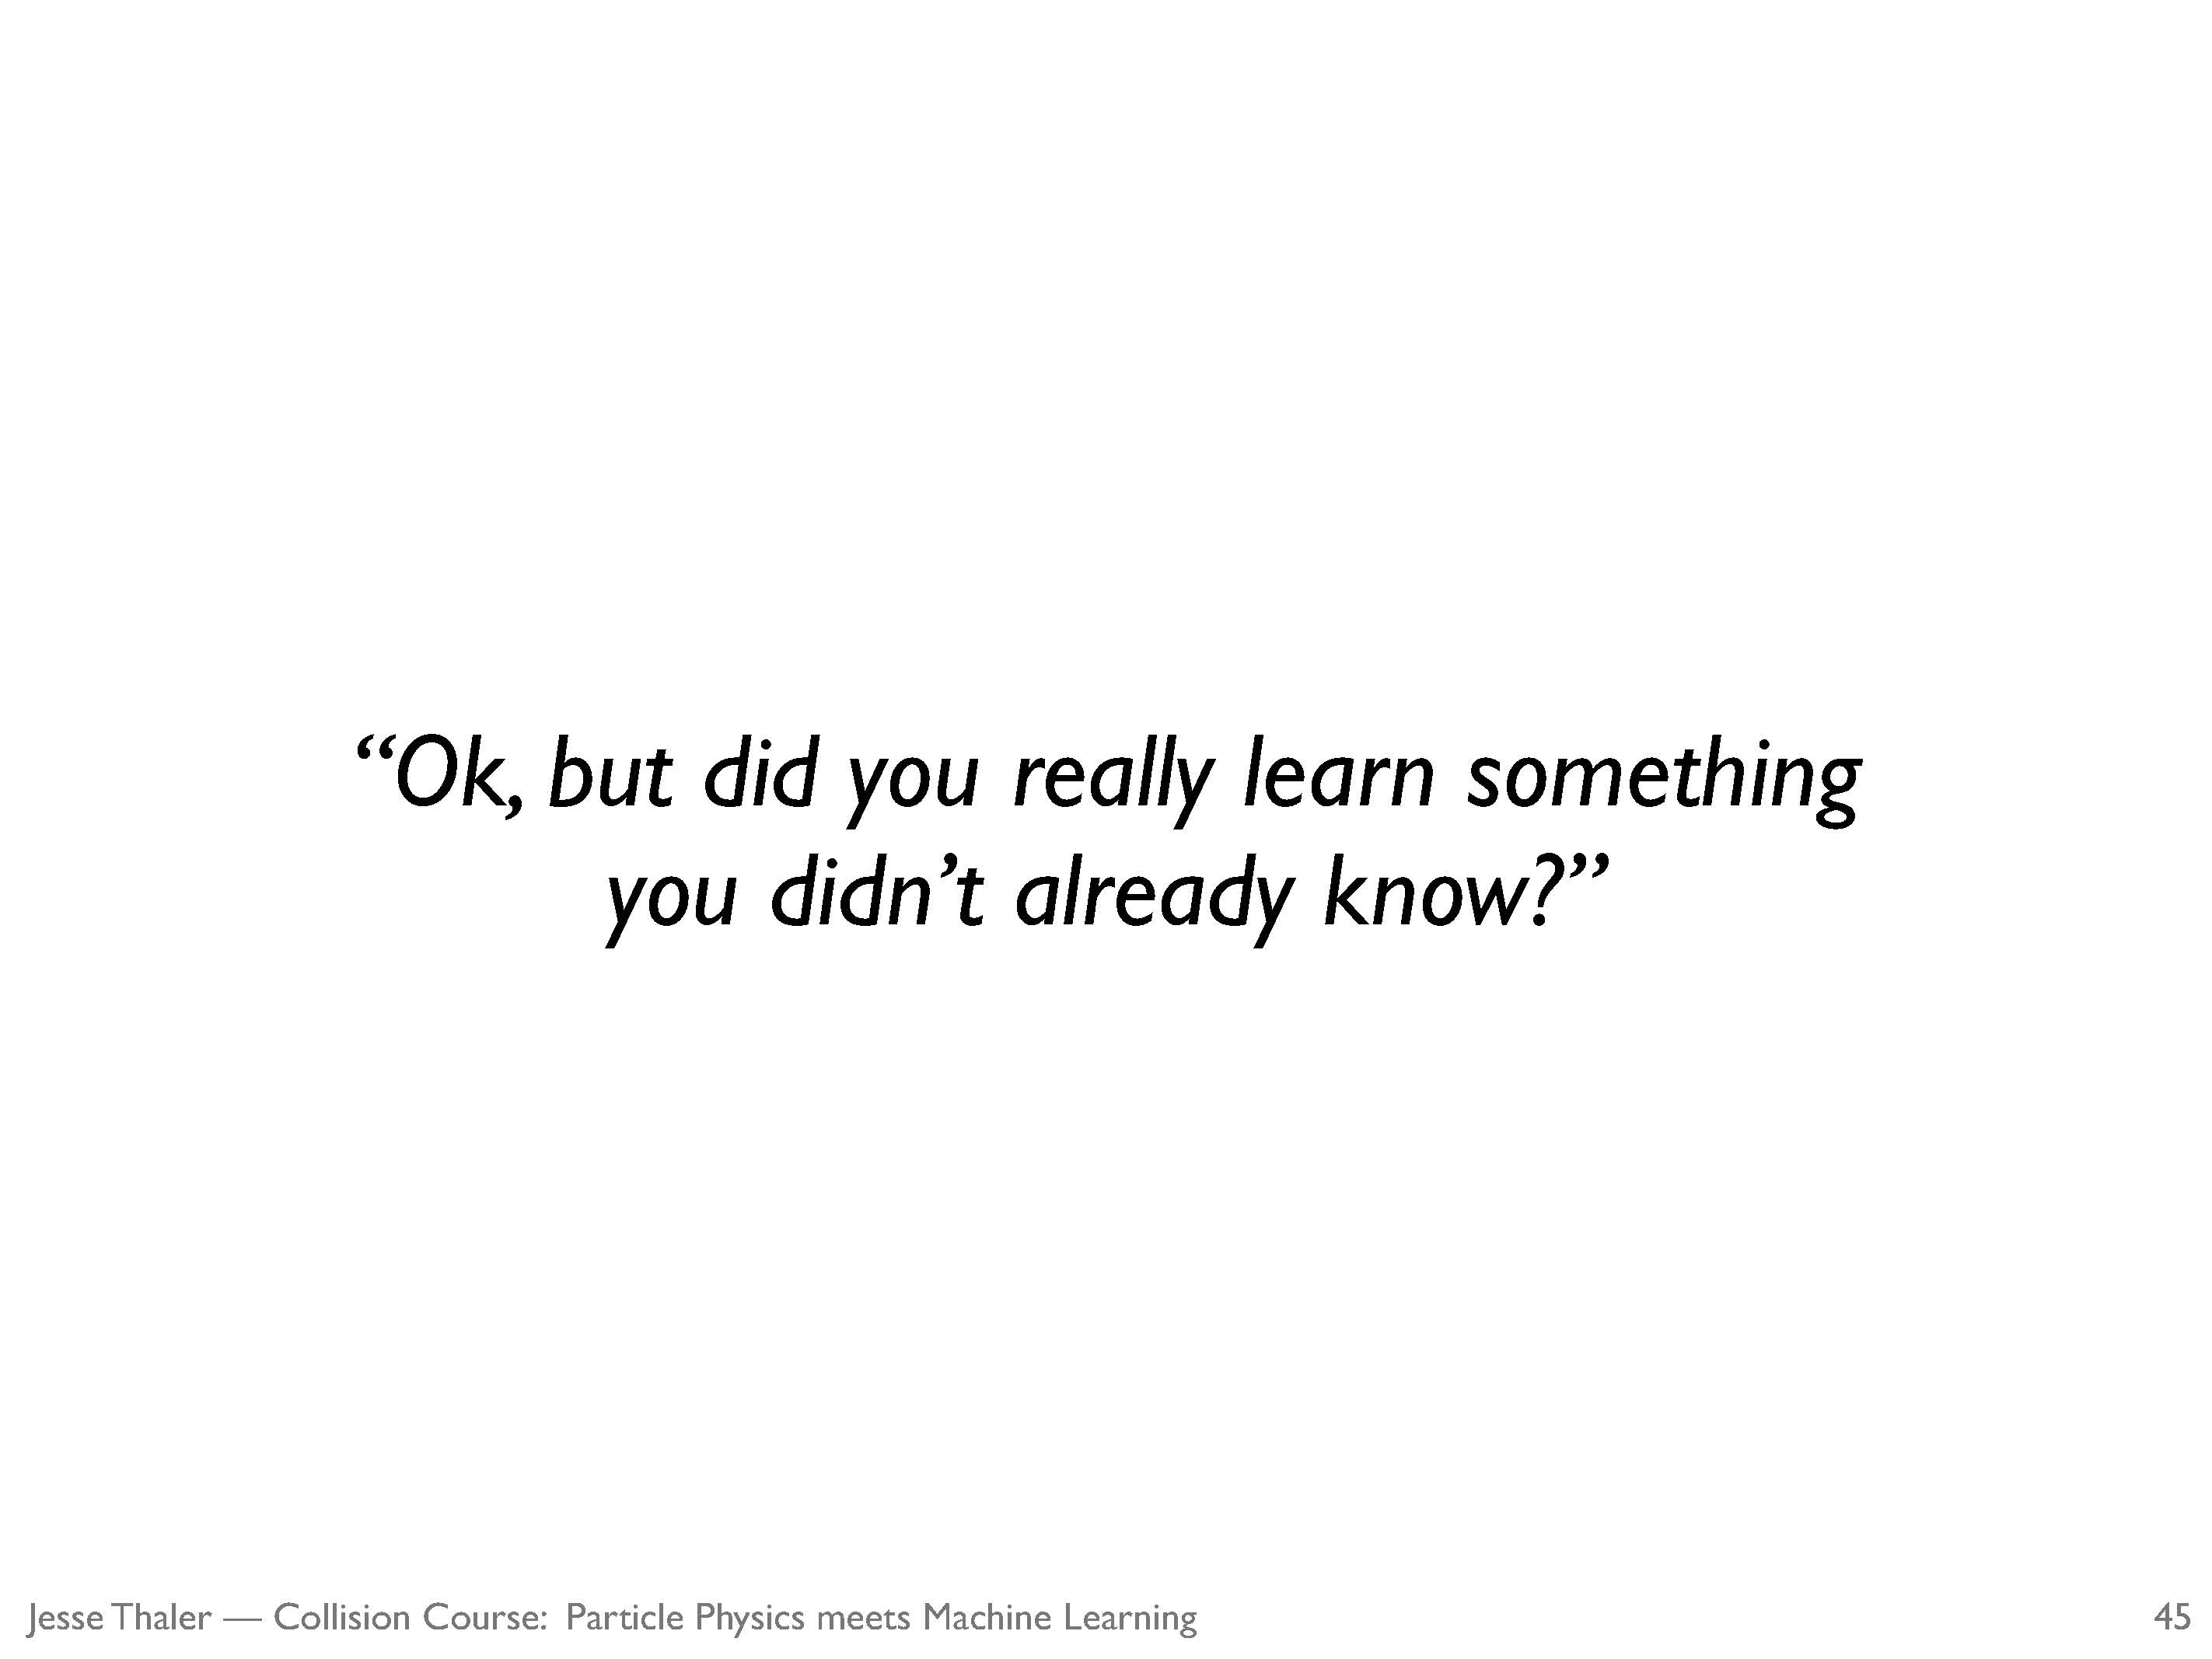 “Ok, but did you really learn something
you didn’t already know?”
Jesse Thaler — Collision Course: Particle Physics meets Machine Learning
45